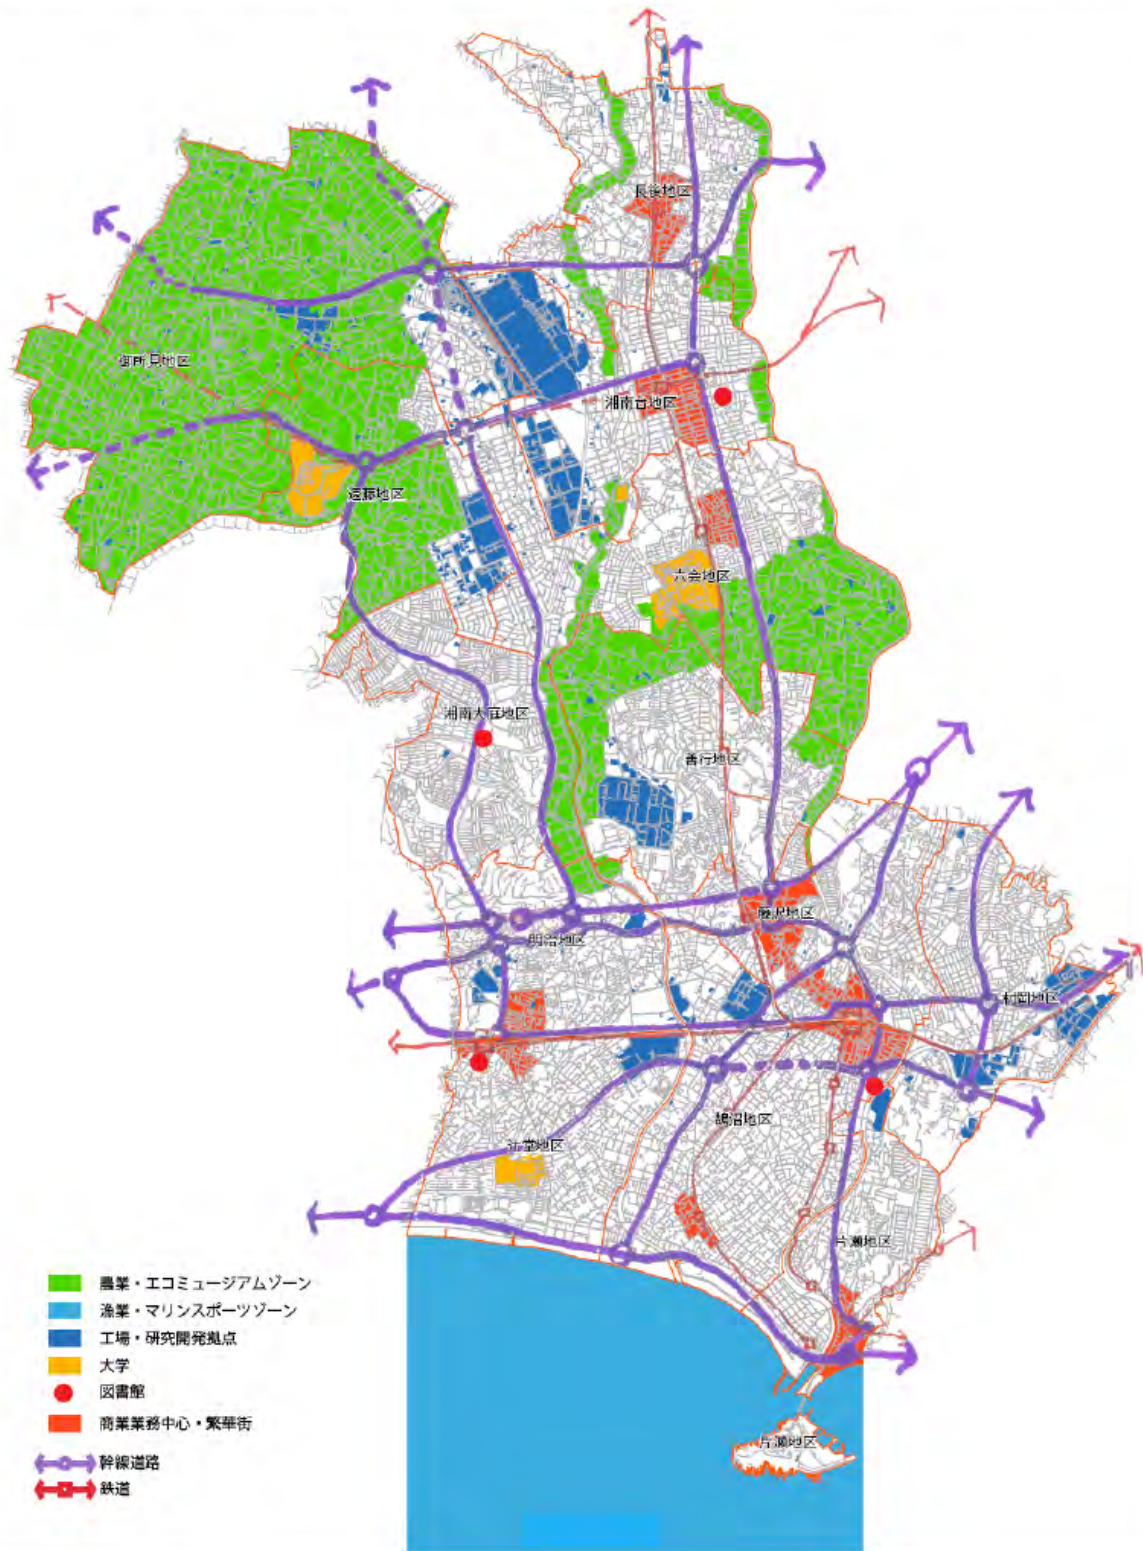 長後地区
御所見地区
湘南台地区
遠藤地区
六会地区
湘南大庭地区
善行地区
藤沢地区
明治地区
村岡地区
鵠沼地区
辻堂地区
片瀬地区
片瀬地区
農業・エコミュージアムゾーン
漁業・マリンスポーツゾーン
工場・研究開発拠点
大学
図書館
商業業務中心・繁華街
幹線道路
鉄道